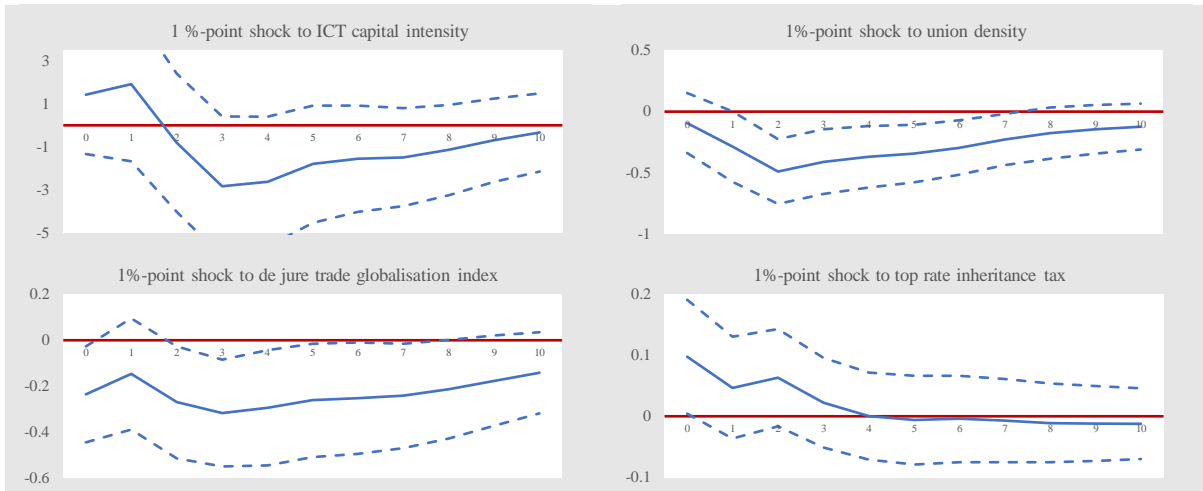 1 %-point shock to ICT capital intensity
3
1
-1
-3
-5
0 1 2 3 4 5 6 7 8 9 10
1%-point shock to union density
0.5
0
-0.5
-1
0 1 2 3 4 5 6 7 8 9 10
1%-point shock to de jure trade globalisation index
0.2
0
-0.2
-0.4
-0.6
0 1 2 3 4 5 6 7 8 9 10
1%-point shock to top rate inheritance tax
0.2
0.1
0
-0.1
0 1 2 3 4 5 6 7 8 9 10